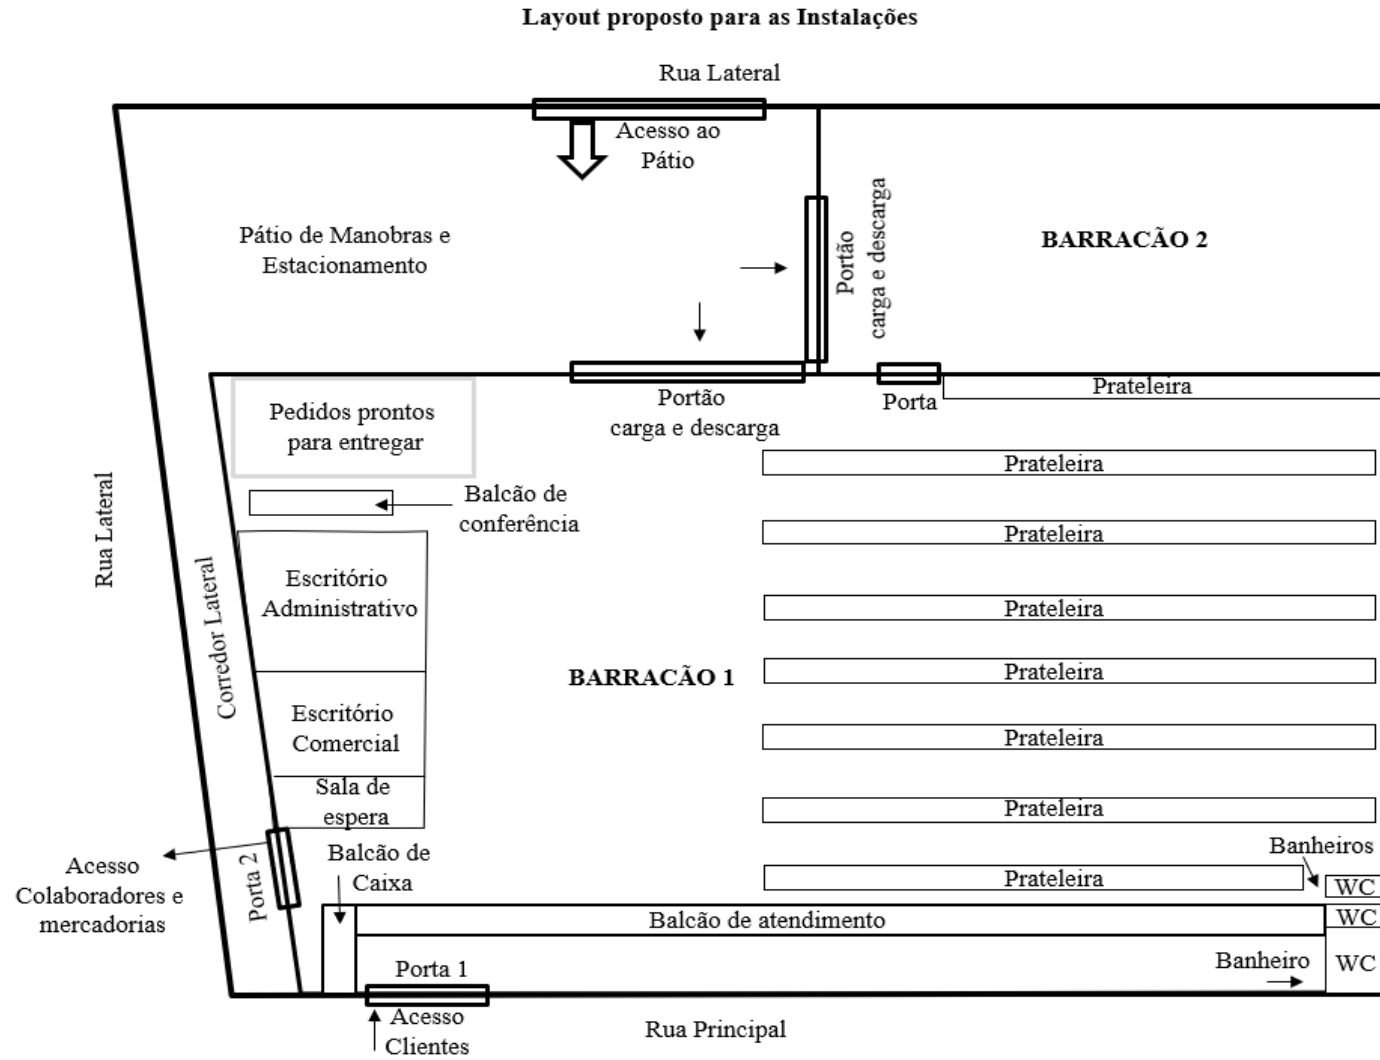 Layout proposto para as Instalações
Rua Lateral
Acesso ao
Pátio
Pátio de Manobras e
Estacionamento
Portão
carga e descarga
BARRACÃO 2
Portão
carga e descarga
Porta
Prateleira
Pedidos prontos
para entregar
Prateleira
Balcão de
conferência
Prateleira
Rua Lateral
Corredor Lateral
Escritório
Administrativo
Prateleira
BARRACÃO 1
Prateleira
Escritório
Comercial
Prateleira
Sala de
espera
Prateleira
Acesso
Colaboradores e
mercadorias
Porta 2
Balcão de
Caixa
Banheiros
Prateleira
WC
Balcão de atendimento
WC
Porta 1
Banheiro
WC
Acesso
Clientes
Rua Principal